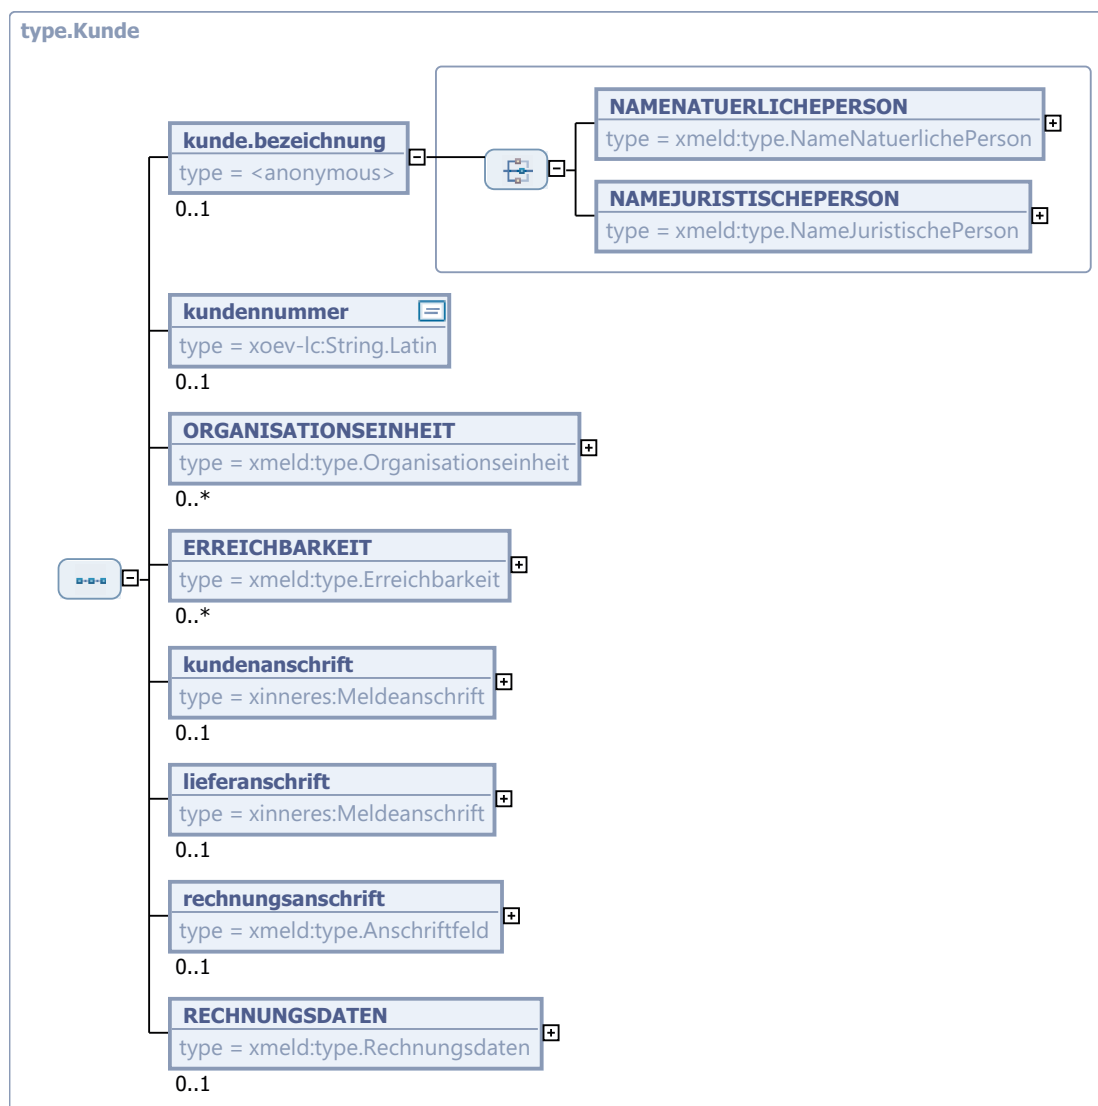 type.Kunde
kunde.bezeichnung
type = <anonymous>
0..1
NAMENATUERLICHEPERSON
type = xmeld:type.NameNatuerlichePerson
NAMEJURISTISCHEPERSON
type = xmeld:type.NameJuristischePerson
kundennummer
type = xoev-lc:String.Latin
0..1
ORGANISATIONSEINHEIT
type = xmeld:type.Organisationseinheit
0..*
ERREICHBARKEIT
type = xmeld:type.Erreichbarkeit
0..*
kundenanschrift
type = xinneres:Meldeanschrift
0..1
lieferanschrift
type = xinneres:Meldeanschrift
0..1
rechnungsanschrift
type = xmeld:type.Anschriftfeld
0..1
RECHNUNGSDATEN
type = xmeld:type.Rechnungsdaten
0..1